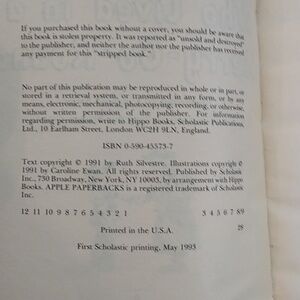 If you purchased this book without a cover, you should be aware that
this book is stolen property. It was reported as "unsold and destroyed"
to the publisher, and neither the author nor the publisher has received
any payment for this "stripped book."
No part of this publication may be reproduced in whole or in part, or
stored in a retrieval system, or transmitted in any form, or by any
means, electronic, mechanical, photocopying, recording, or otherwise,
without written permission of the publisher. For information
regarding permission, write to Hippo Books, Scholastic Publications,
Ltd., 10 Earlham Street, London WC2H 9LN, England.
ISBN 0-590-45573-7
Text copyright © 1991 by Ruth Silvestre. Illustrations copyright ©
1991 by Caroline Ewan. All rights reserved. Published by Scholastic
Inc., 730 Broadway, New York, NY 10003, by arrangement with Hippo
Books. APPLE PAPERBACKS is a registered trademark of Scholastic
Inc.
12 11 10 9 8 7 6 5 4 3 2 1 3 4 5 6 7 8/9
Printed in the U.S.A. 28
First Scholastic printing, May 1993